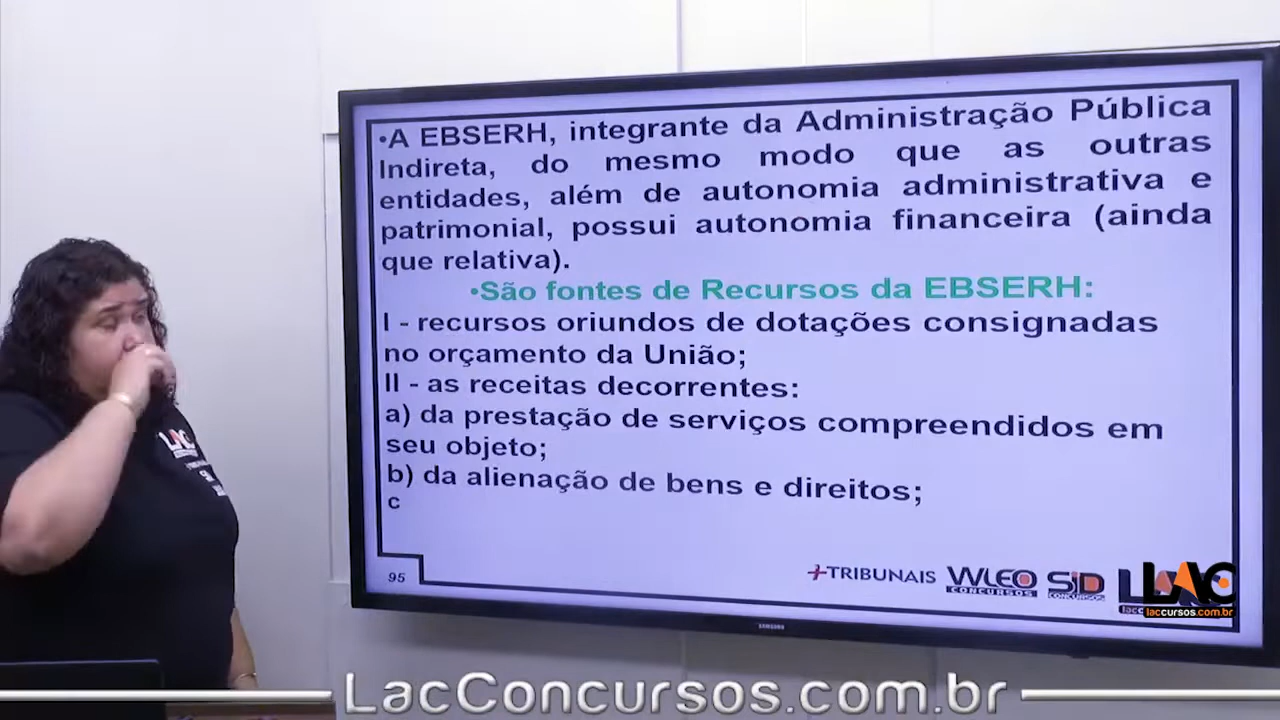 •A EBSERH, integrante da Administração Pública
Indireta, do mesmo modo que as outras
entidades, além de autonomia administrativa e
patrimonial, possui autonomia financeira (ainda
que relativa).
•São fontes de Recursos da EBSERH:
I - recursos oriundos de dotações consignadas
no orçamento da União;
II - as receitas decorrentes:
a) da prestação de serviços compreendidos em
seu objeto;
b) da alienação de bens e direitos;
c
95
+TRIBUNAIS
WLEO
CONCURSOS
SID
CONCURSOS
LAC
laccursos.com.br
SAMSUNG
LAC
LacConcursos.com.br